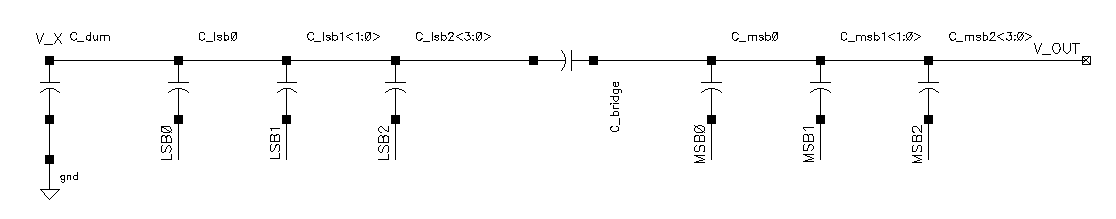 V_X C_dum C_lsb0 C_lsb1<1:0> C_lsb2<3:0> C_msb0 C_msb1<1:0> C_msb2<3:0>
V_OUT
C_bridge
LSB0 LSB1 LSB2 MSB0 MSB1 MSB2
gnd